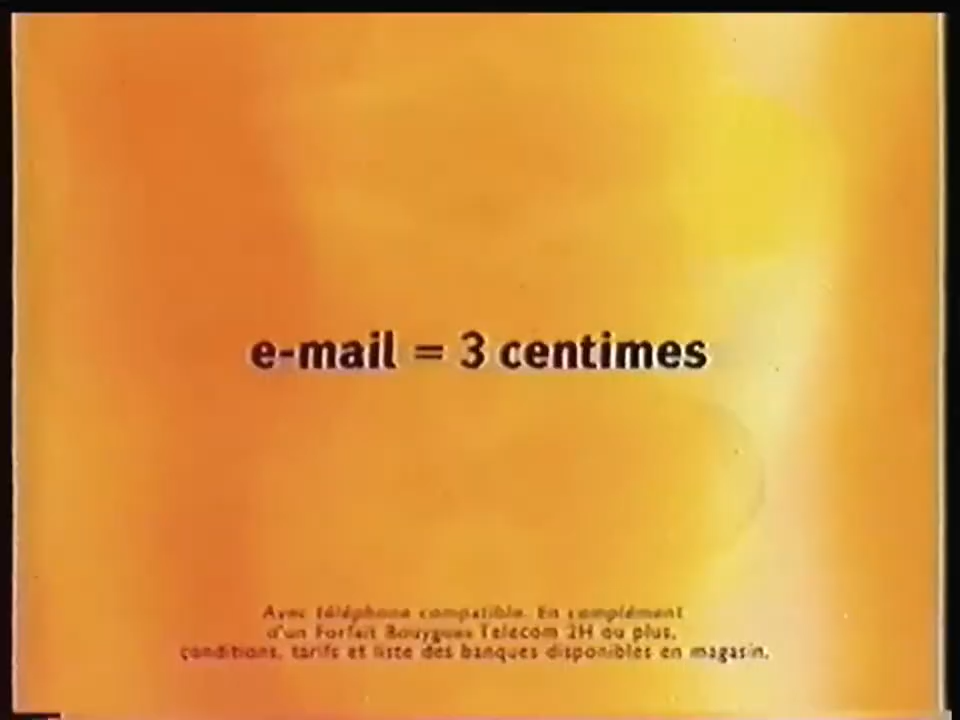 e-mail = 3 centimes
Avec téléphone compatible. En complément
d'un Forfait Bouygues Telecom 2H ou plus,
conditions, tarifs et liste des banques disponibles en magasin.